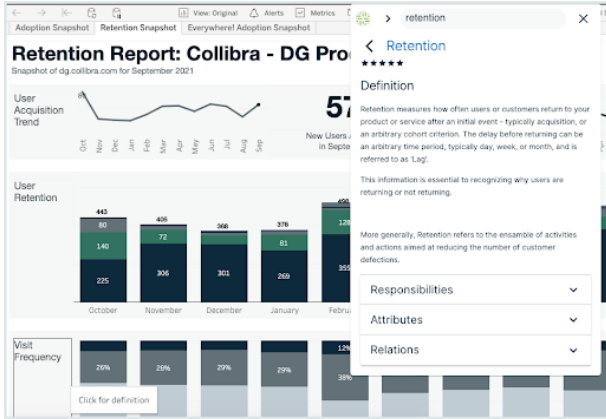 View: Original Alerts Metrics
Adoption Snapshot Retention Snapshot Everywhere! Adoption Snapshot
Retention Report: Collibra - DG Pro
Snapshot of dg.collibra.com for September 2021
User
Acquisition
Trend
Oct Nov Dec Jan Feb Mar Apr May Jun Jul Aug Sep
57
New Users
in Septe
User
Retention
443 405 368 378 498
80 72 81 128
140
225 306 301 269 355
October November December January Febru
Visit
Frequency
12%
26% 28% 29% 29% 38%
Click for definition
retention
Retention
Definition
Retention measures how often users or customers return to your
product or service after an initial event - typically acquisition, or
an arbitrary cohort criterion. The delay before returning can be
an arbitrary time period, typically day, week, or month, and is
referred to as 'Lag'.
This information is essential to recognizing why users are
returning or not returning.
More generally, Retention refers to the ensamble of activities
and actions aimed at reducing the number of customer
defections.
Responsibilities
Attributes
Relations